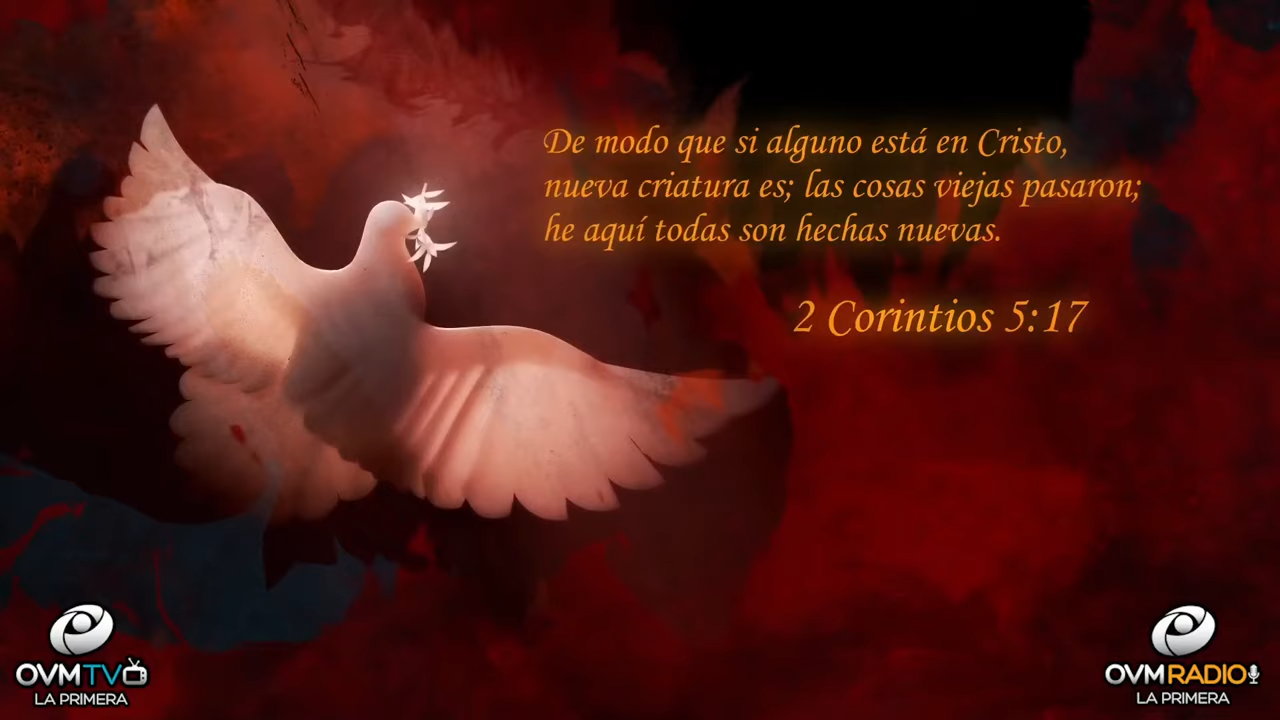 De modo que si alguno está en Cristo,
nueva criatura es; las cosas viejas pasaron;
he aquí todas son hechas nuevas.
2 Corintios 5:17
OVMTV
LA PRIMERA
OVMRADIO
LA PRIMERA